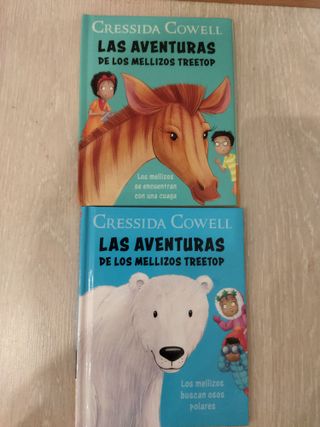 CRESSIDA COWELL
LAS AVENTURAS
DE LOS MELLIZOS TREETOP
Los mellizos
se encuentran
con una cuaga
CRESSIDA COWELL
LAS AVENTURAS
DE LOS MELLIZOS TREETOP
Los mellizos
buscan osos
polares